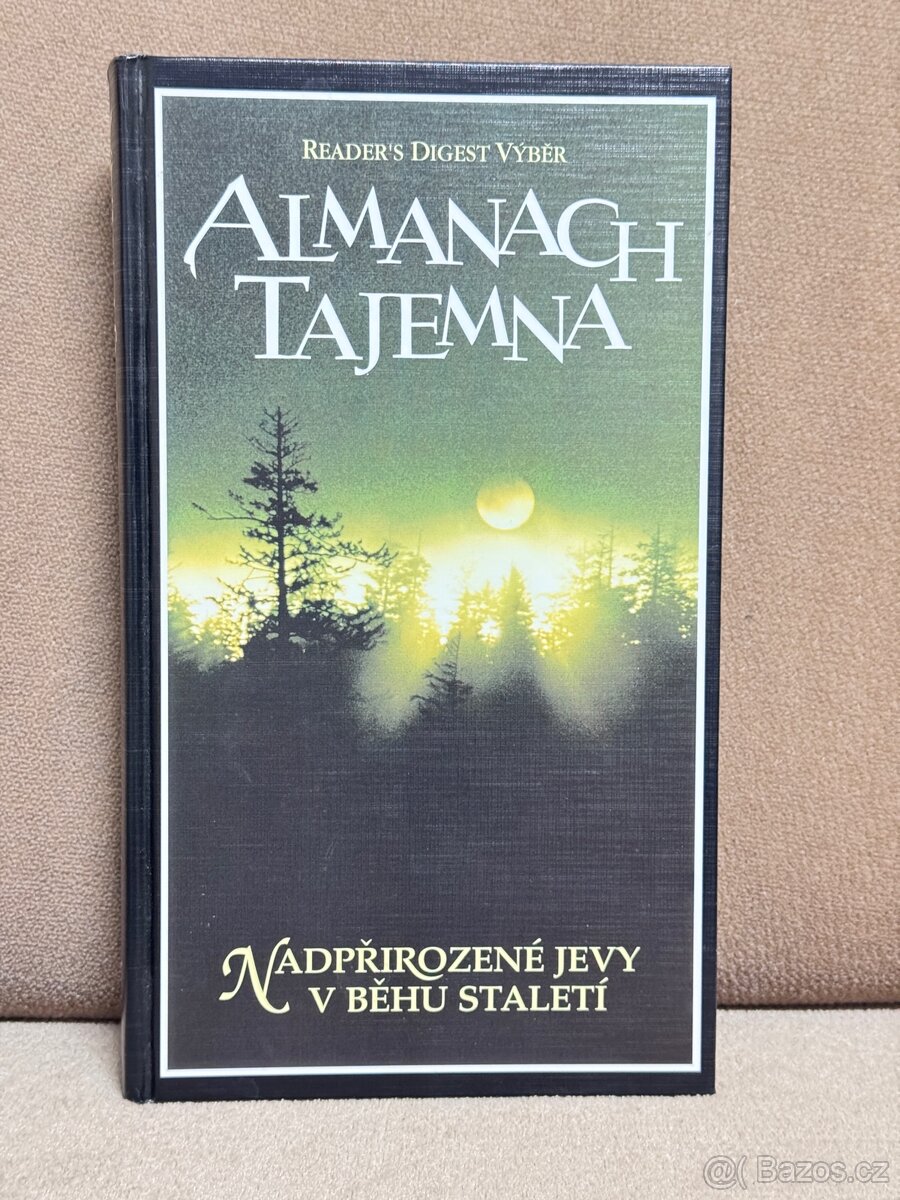 READER'S DIGEST VÝBĚR
ALMANACH
TAJEMNA
NADPŘIROZENÉ JEVY
V BĚHU STALETÍ
@( Bazos.cz